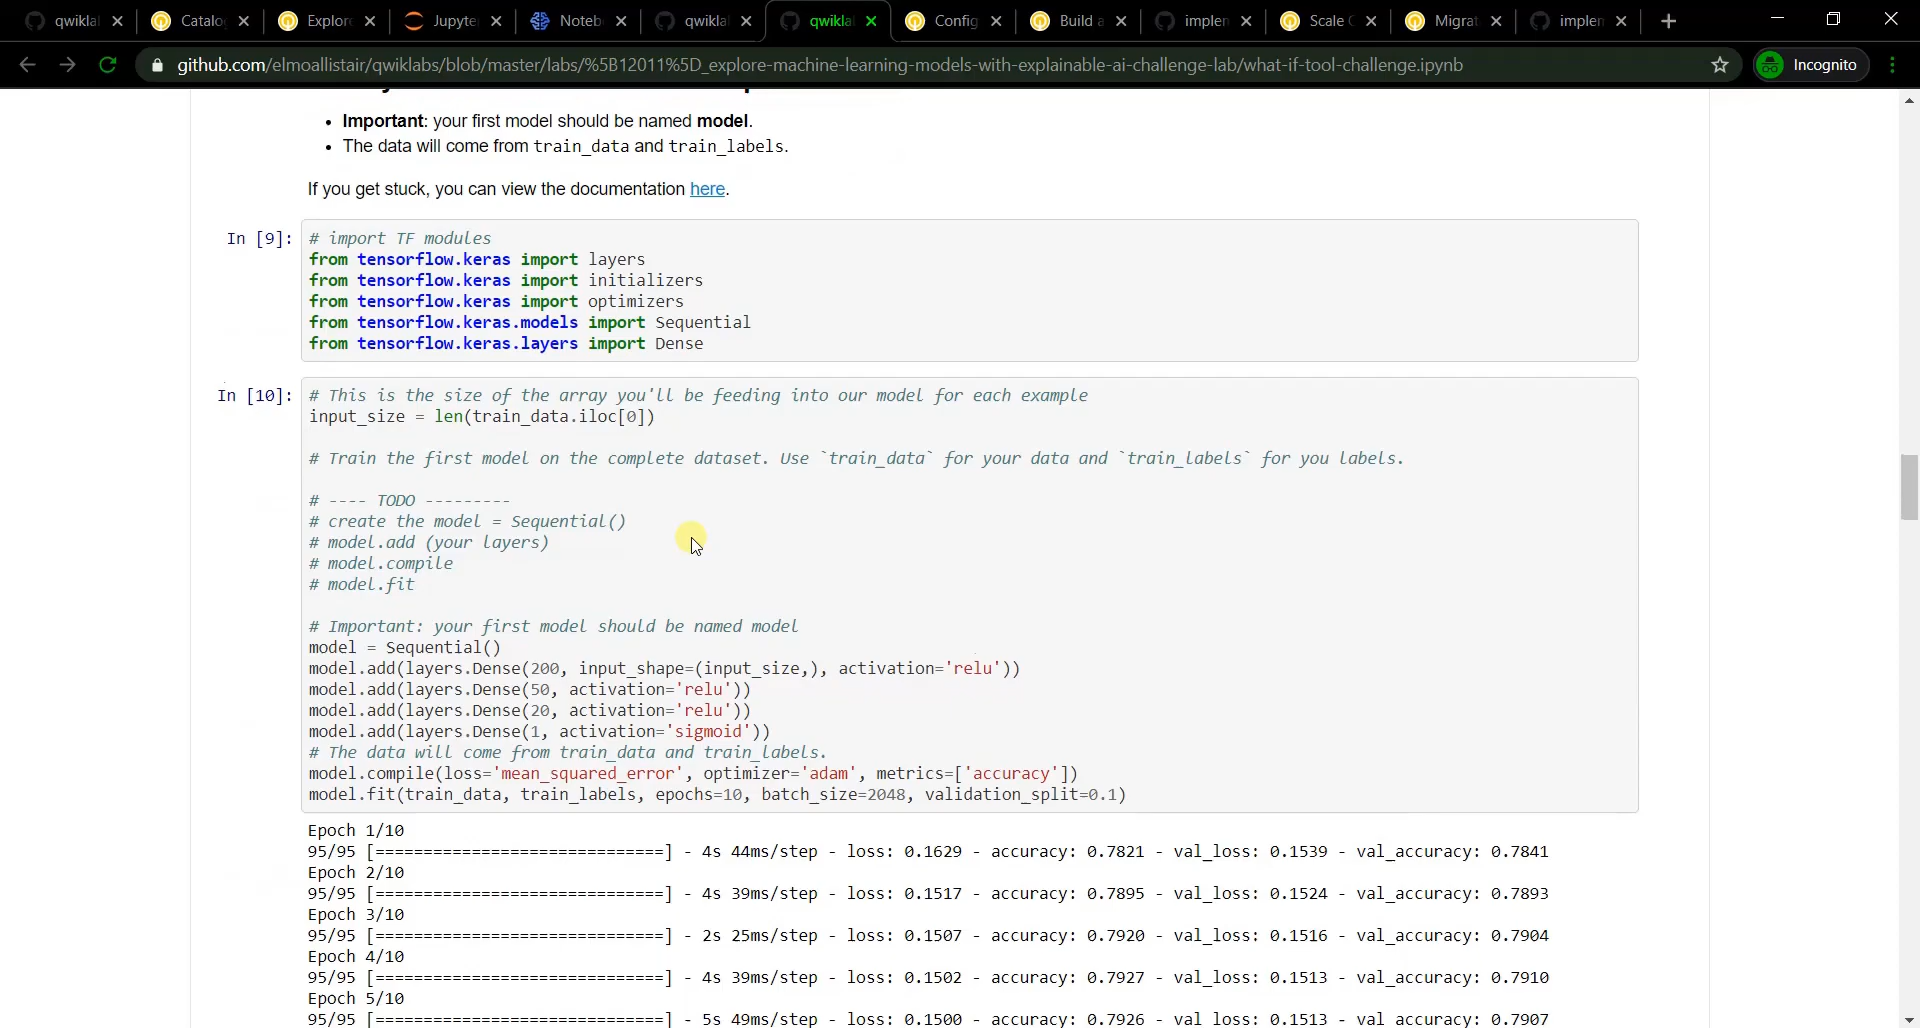 qwikla
Catalo
Explore
Jupyte
Noteb
qwikla
qwikla
Config
Build a
implem
Scale
Migrat
implem
github.com/elmoallistair/qwiklabs/blob/master/labs/%5B12011%5D_explore-machine-learning-models-with-explainable-ai-challenge-lab/what-if-tool-challenge.ipynb
Incognito
• Important: your first model should be named model.
• The data will come from train_data and train_labels.
If you get stuck, you can view the documentation here.
In [9]:
# import TF modules
from tensorflow.keras import layers
from tensorflow.keras import initializers
from tensorflow.keras import optimizers
from tensorflow.keras.models import Sequential
from tensorflow.keras.layers import Dense
In [10]:
# This is the size of the array you'll be feeding into our model for each example
input_size = len(train_data.iloc[0])
# Train the first model on the complete dataset. Use `train_data` for your data and `train_labels` for you labels.
# ---- TODO ---------
# create the model = Sequential()
# model.add (your layers)
# model.compile
# model.fit
# Important: your first model should be named model
model = Sequential()
model.add(layers.Dense(200, input_shape=(input_size,), activation='relu'))
model.add(layers.Dense(50, activation='relu'))
model.add(layers.Dense(20, activation='relu'))
model.add(layers.Dense(1, activation='sigmoid'))
# The data will come from train_data and train_labels.
model.compile(loss='mean_squared_error', optimizer='adam', metrics=['accuracy'])
model.fit(train_data, train_labels, epochs=10, batch_size=2048, validation_split=0.1)
Epoch 1/10
95/95 [==============================] - 4s 44ms/step - loss: 0.1629 - accuracy: 0.7821 - val_loss: 0.1539 - val_accuracy: 0.7841
Epoch 2/10
95/95 [==============================] - 4s 39ms/step - loss: 0.1517 - accuracy: 0.7895 - val_loss: 0.1524 - val_accuracy: 0.7893
Epoch 3/10
95/95 [==============================] - 2s 25ms/step - loss: 0.1507 - accuracy: 0.7920 - val_loss: 0.1516 - val_accuracy: 0.7904
Epoch 4/10
95/95 [==============================] - 4s 39ms/step - loss: 0.1502 - accuracy: 0.7927 - val_loss: 0.1513 - val_accuracy: 0.7910
Epoch 5/10
95/95 [==============================] - 5s 49ms/step - loss: 0.1500 - accuracy: 0.7926 - val_loss: 0.1513 - val_accuracy: 0.7907